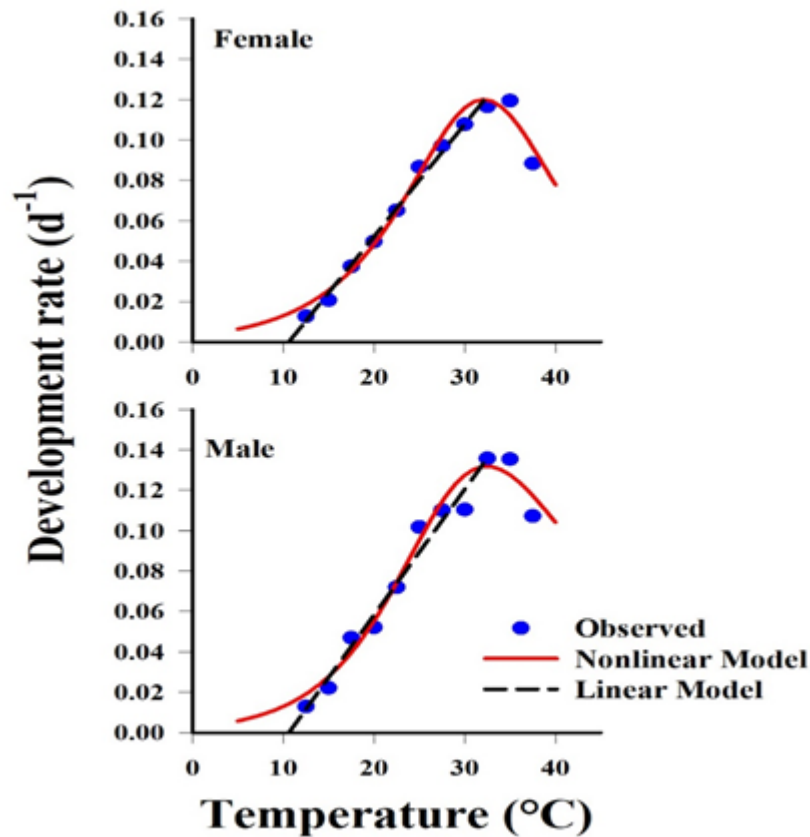 Development rate (d⁻¹)
Female
0.16
0.14
0.12
0.10
0.08
0.06
0.04
0.02
0.00
0 10 20 30 40
Male
0.16
0.14
0.12
0.10
0.08
0.06
0.04
0.02
0.00
0 10 20 30 40
Observed
Nonlinear Model
Linear Model
Temperature (°C)